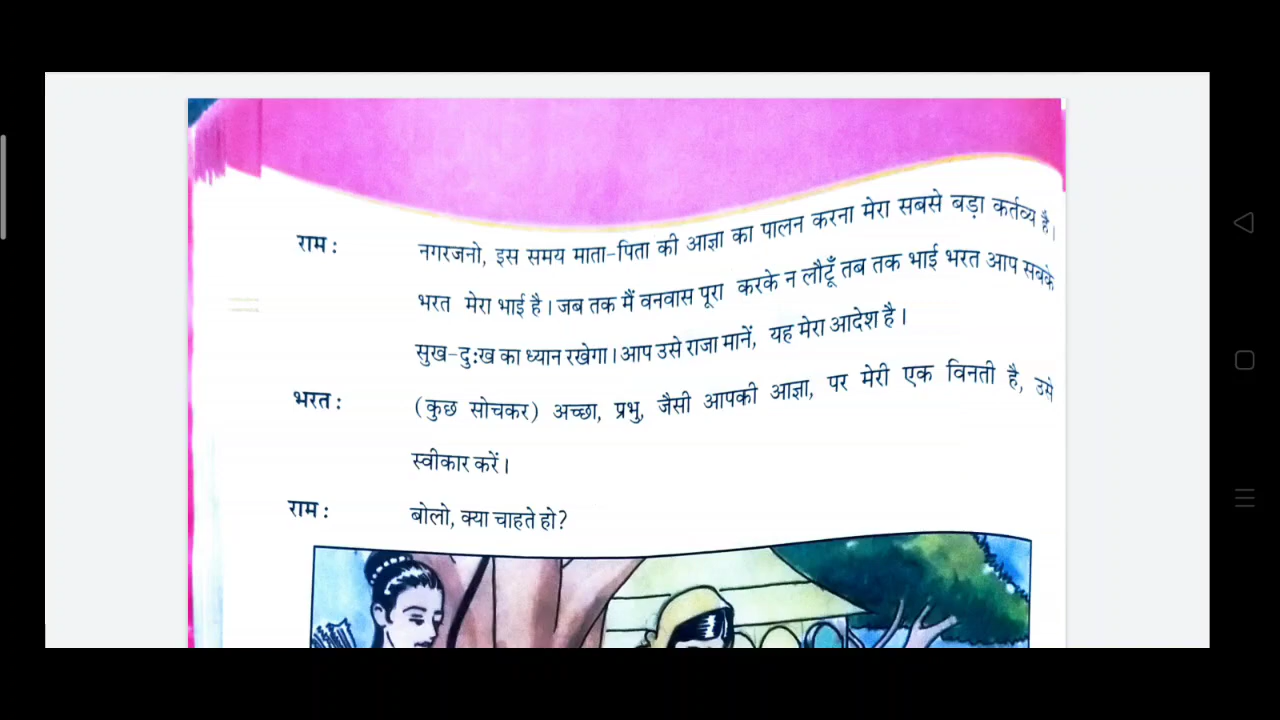 राम : नगरजनो, इस समय माता-पिता की आज्ञा का पालन करना मेरा सबसे बड़ा कर्तव्य है।
भरत मेरा भाई है। जब तक मैं वनवास पूरा करके न लौटूँ तब तक भाई भरत आप सबके
सुख-दु:ख का ध्यान रखेगा। आप उसे राजा मानें, यह मेरा आदेश है।
भरत : (कुछ सोचकर) अच्छा, प्रभु, जैसी आपकी आज्ञा, पर मेरी एक विनती है, उसे
स्वीकार करें।
राम : बोलो, क्या चाहते हो?